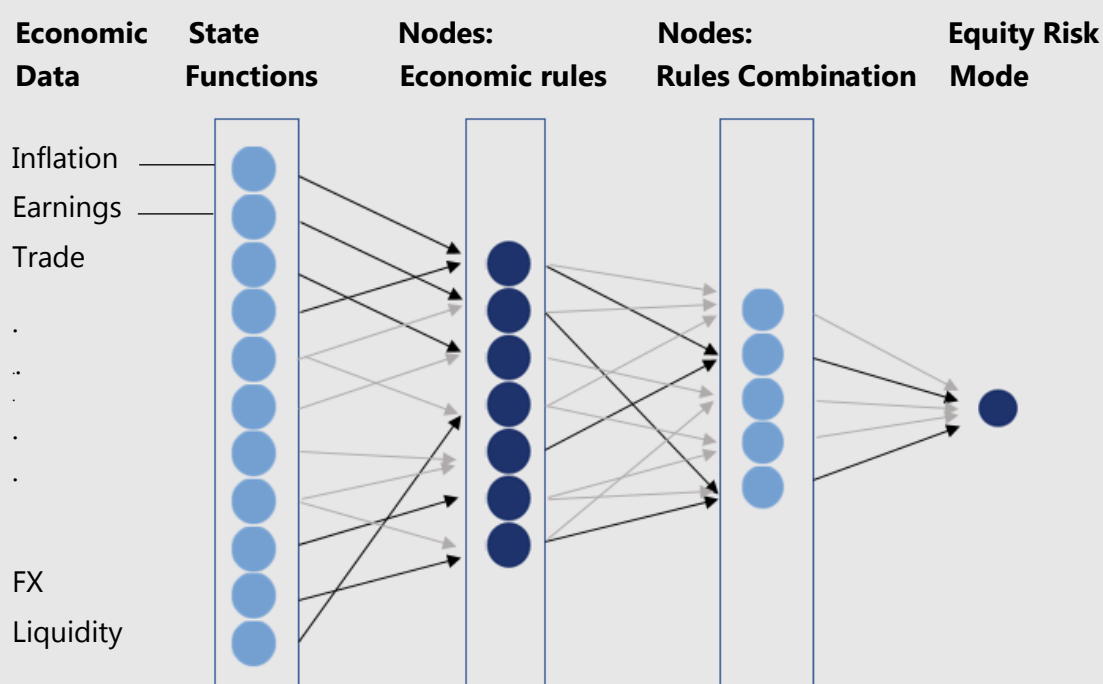 Economic Data
State Functions
Nodes: Economic rules
Nodes: Rules Combination
Equity Risk Mode
Inflation
Earnings
Trade
.
..
.
.
.
FX
Liquidity